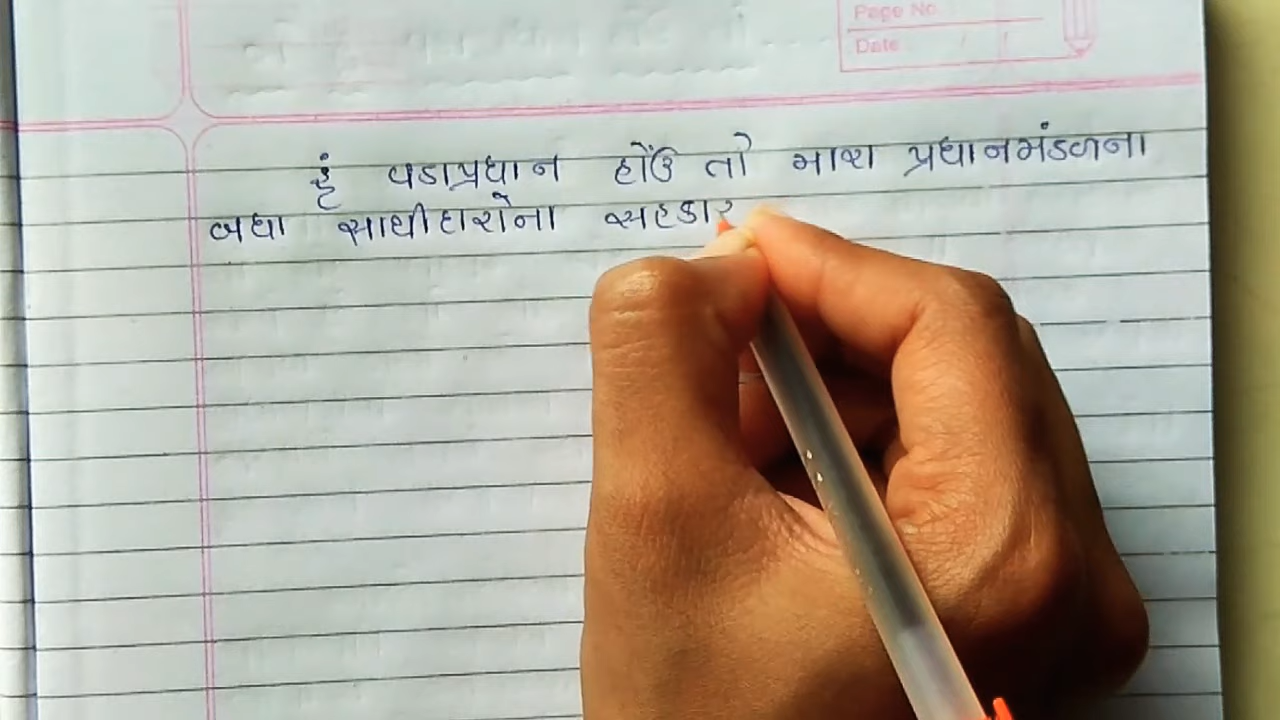 Page No.
Date
હું વડાપ્રધાન હોઉં તો મારા પ્રધાનમંડળના
બધા સાથીદારોના સહકાર